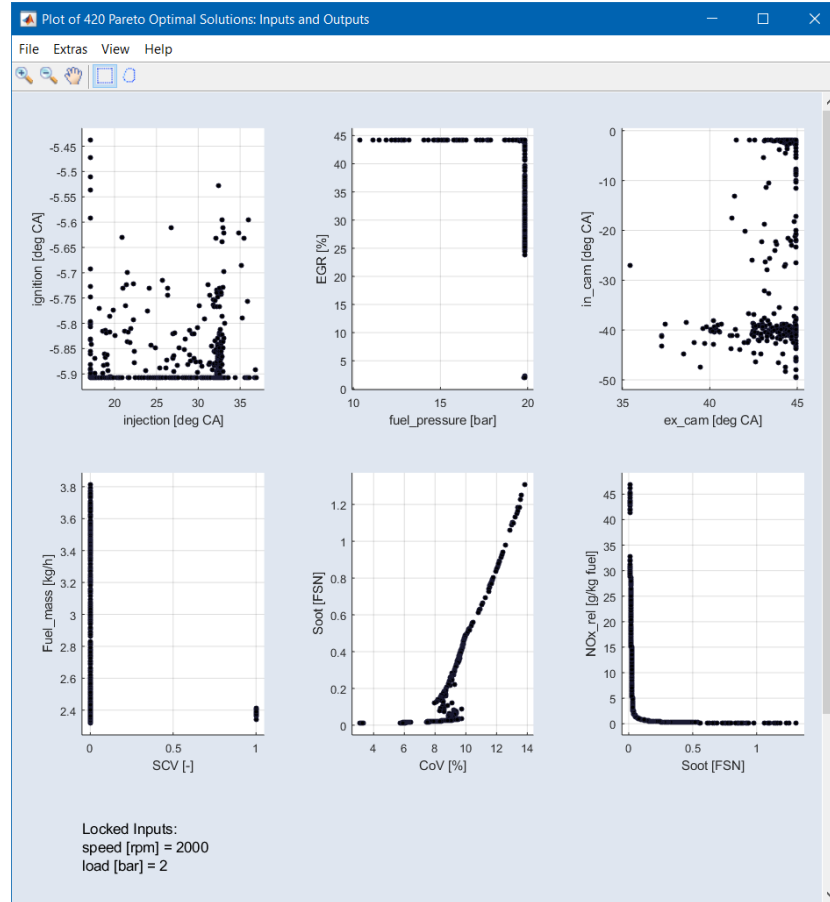 Plot of 420 Pareto Optimal Solutions: Inputs and Outputs
File Extras View Help
-5.45
-5.5
-5.55
-5.6
-5.65
-5.7
-5.75
-5.8
-5.85
-5.9
ignition [deg CA]
20 25 30 35
injection [deg CA]
45
40
35
30
25
20
15
10
5
0
EGR [%]
10 15 20
fuel_pressure [bar]
0
-10
-20
-30
-40
-50
in_cam [deg CA]
35 40 45
ex_cam [deg CA]
3.8
3.6
3.4
3.2
3
2.8
2.6
2.4
Fuel_mass [kg/h]
0 0.5 1
SCV [-]
1.2
1
0.8
0.6
0.4
0.2
0
Soot [FSN]
4 6 8 10 12 14
CoV [%]
45
40
35
30
25
20
15
10
5
0
NOx_rel [g/kg fuel]
0 0.5 1
Soot [FSN]
Locked Inputs:
speed [rpm] = 2000
load [bar] = 2